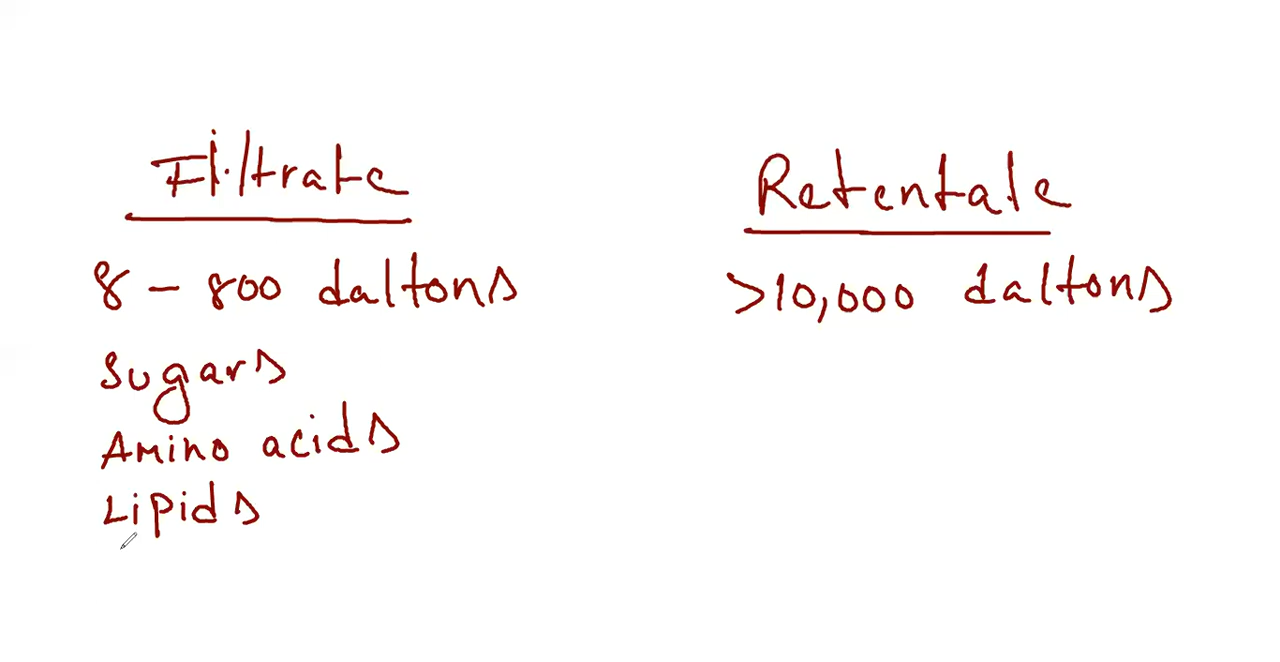 Filtrate
8 - 800 daltons
Sugars
Amino acids
Lipids
Retentate
>10,000 daltons